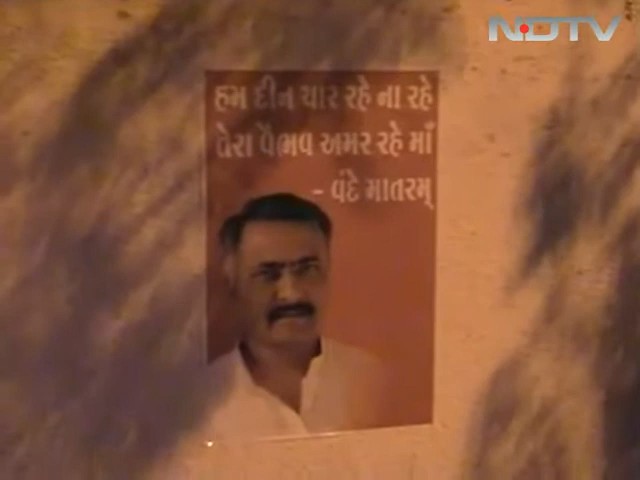 NDTV
હમ દીન ચાર રહે ના રહે
તેરા વૈભવ અમર રહે માઁ
- વંદે માતરમ્